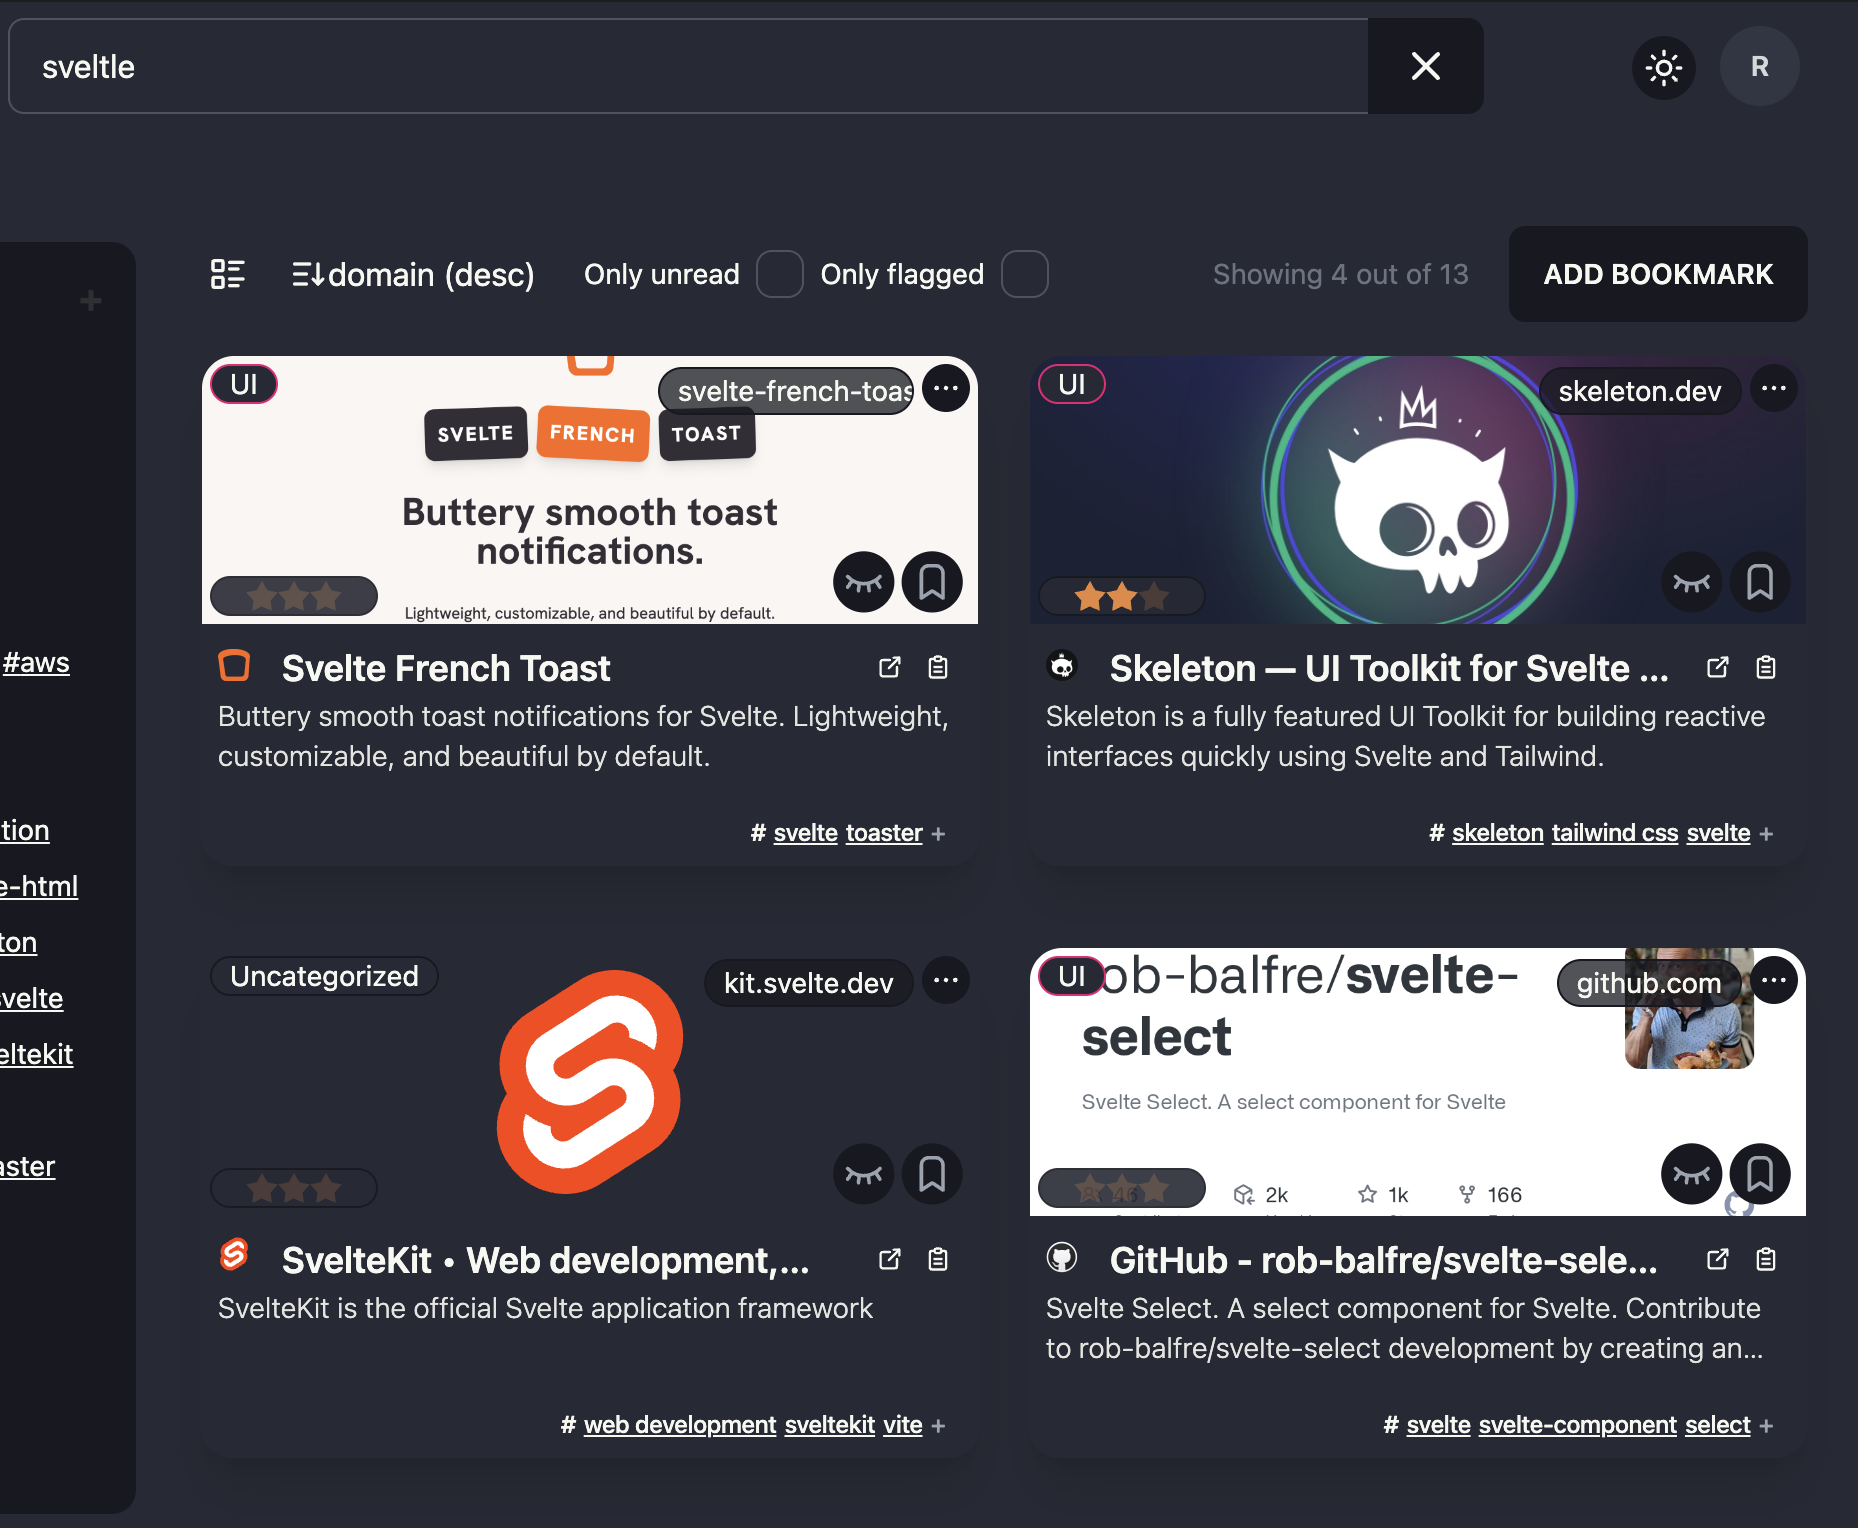 sveltle
R
domain (desc)
Only unread
Only flagged
Showing 4 out of 13
ADD BOOKMARK
#aws
tion
e-html
ton
svelte
eltekit
aster
UI
svelte-french-toas
SVELTE FRENCH TOAST
Buttery smooth toast
notifications.
Lightweight, customizable, and beautiful by default.
Svelte French Toast
Buttery smooth toast notifications for Svelte. Lightweight,
customizable, and beautiful by default.
# svelte toaster +
UI
skeleton.dev
Skeleton — UI Toolkit for Svelte ...
Skeleton is a fully featured UI Toolkit for building reactive
interfaces quickly using Svelte and Tailwind.
# skeleton tailwind css svelte +
Uncategorized
kit.svelte.dev
SvelteKit • Web development,...
SvelteKit is the official Svelte application framework
# web development sveltekit vite +
UI
ob-balfre/svelte-
select
github.com
Svelte Select. A select component for Svelte
2k
1k
166
GitHub - rob-balfre/svelte-sele...
Svelte Select. A select component for Svelte. Contribute
to rob-balfre/svelte-select development by creating an...
# svelte svelte-component select +